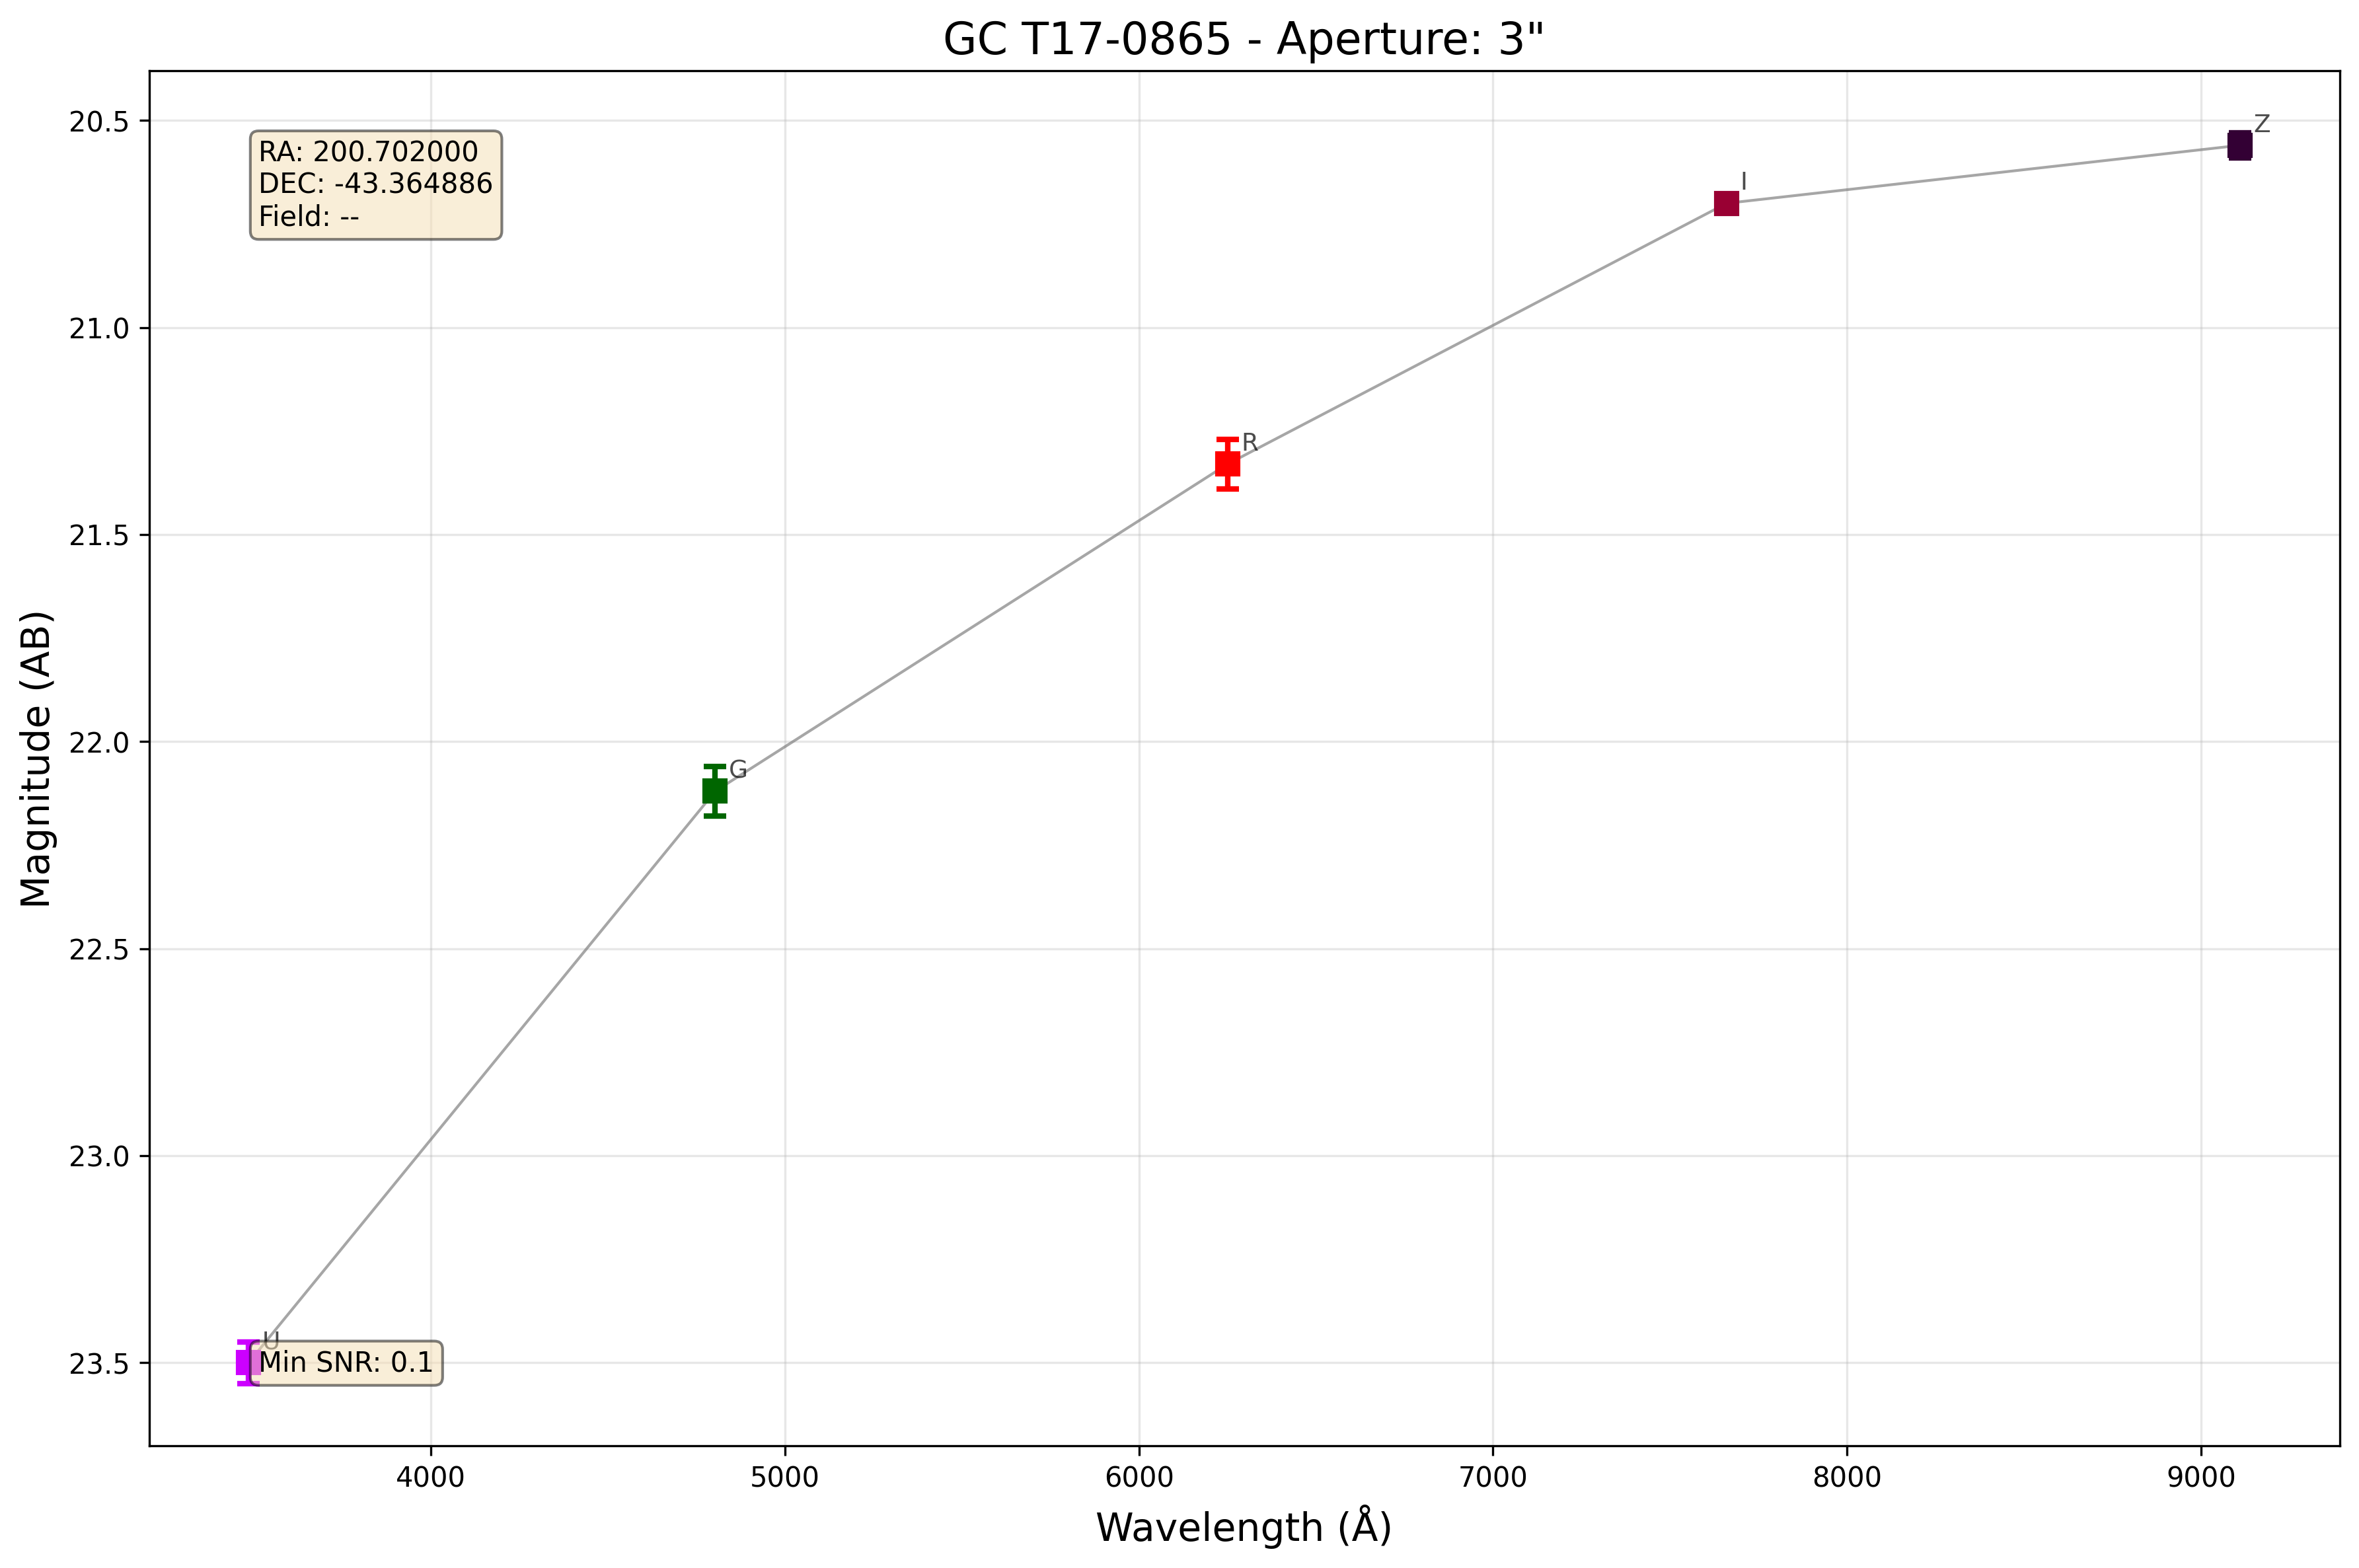 GC T17-0865 - Aperture: 3"
RA: 200.702000
DEC: -43.364886
Field: --
Z
I
R
G
U
Min SNR: 0.1
20.5
21.0
21.5
22.0
22.5
23.0
23.5
Magnitude (AB)
4000 5000 6000 7000 8000 9000
Wavelength (Å)